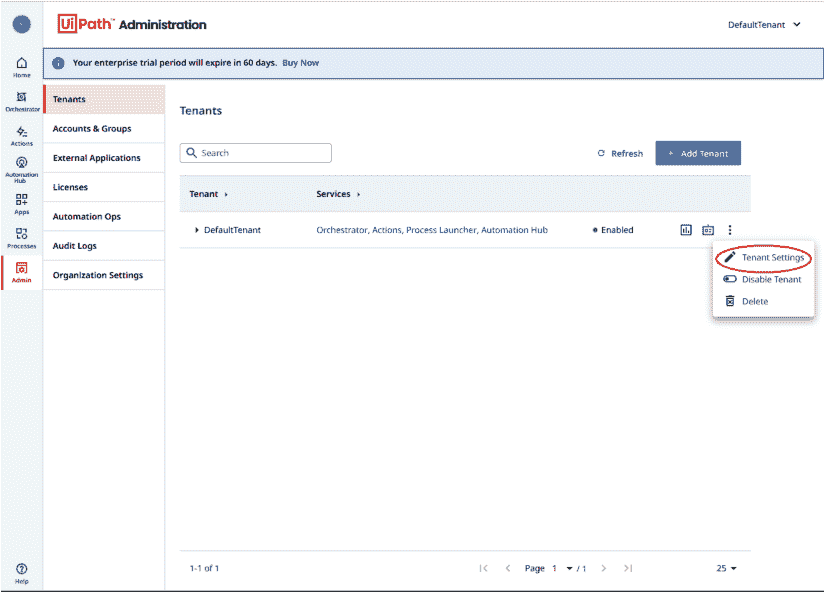 UiPath™ Administration
DefaultTenant
Your enterprise trial period will expire in 60 days. Buy Now
Home
Orchestrator
Actions
Automation
Hub
Apps
Processes
Admin
Help
Tenants
Accounts & Groups
External Applications
Licenses
Automation Ops
Audit Logs
Organization Settings
Tenants
Search
Refresh
+ Add Tenant
Tenant Services
DefaultTenant Orchestrator, Actions, Process Launcher, Automation Hub Enabled
Tenant Settings
Disable Tenant
Delete
1-1 of 1 Page 1 / 1 25